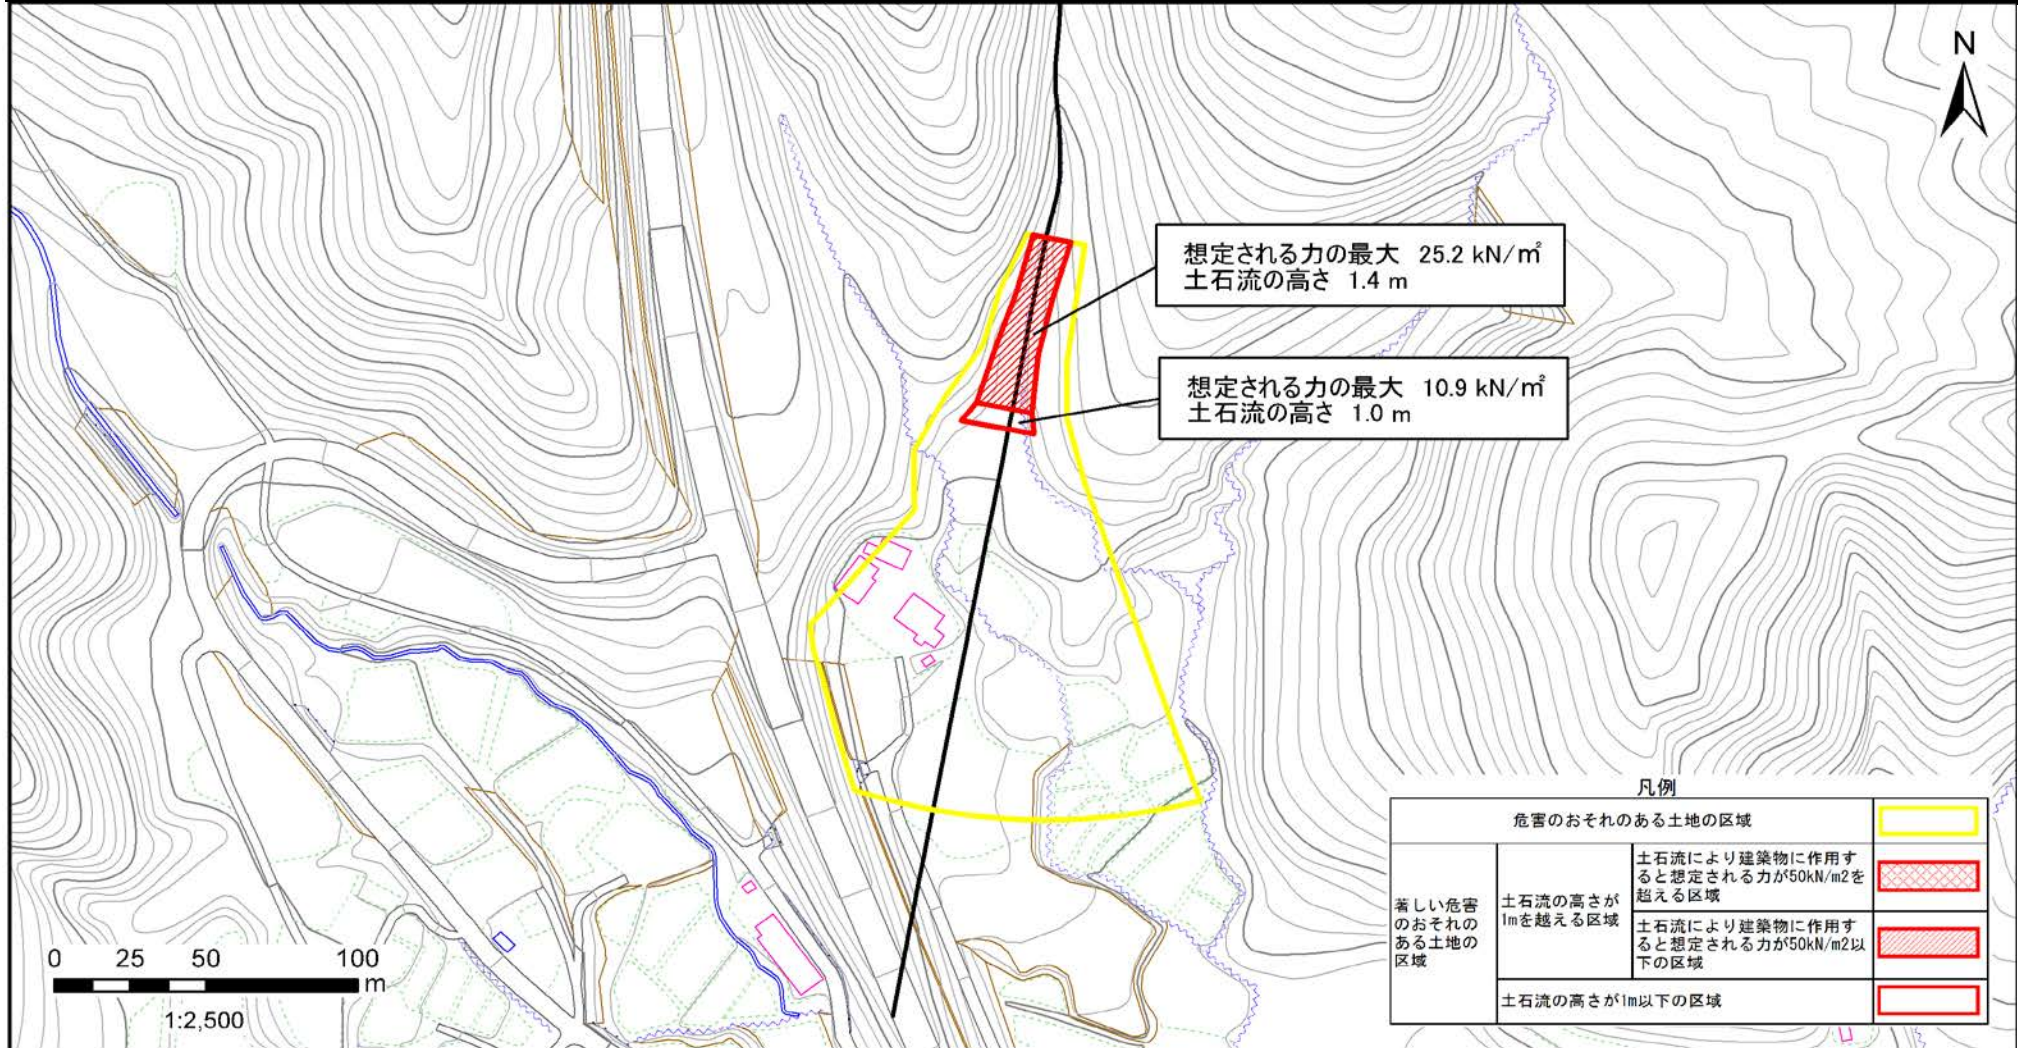 N
想定される力の最大 25.2 kN/㎡
土石流の高さ 1.4 m
想定される力の最大 10.9 kN/㎡
土石流の高さ 1.0 m
凡例
危害のおそれのある土地の区域
著しい危害
のおそれの
ある土地の
区域
土石流の高さが
1mを越える区域
土石流により建築物に作用す
ると想定される力が50kN/m2を
超える区域
土石流により建築物に作用す
ると想定される力が50kN/m2以
下の区域
土石流の高さが1m以下の区域
0 25 50 100
m
1:2,500